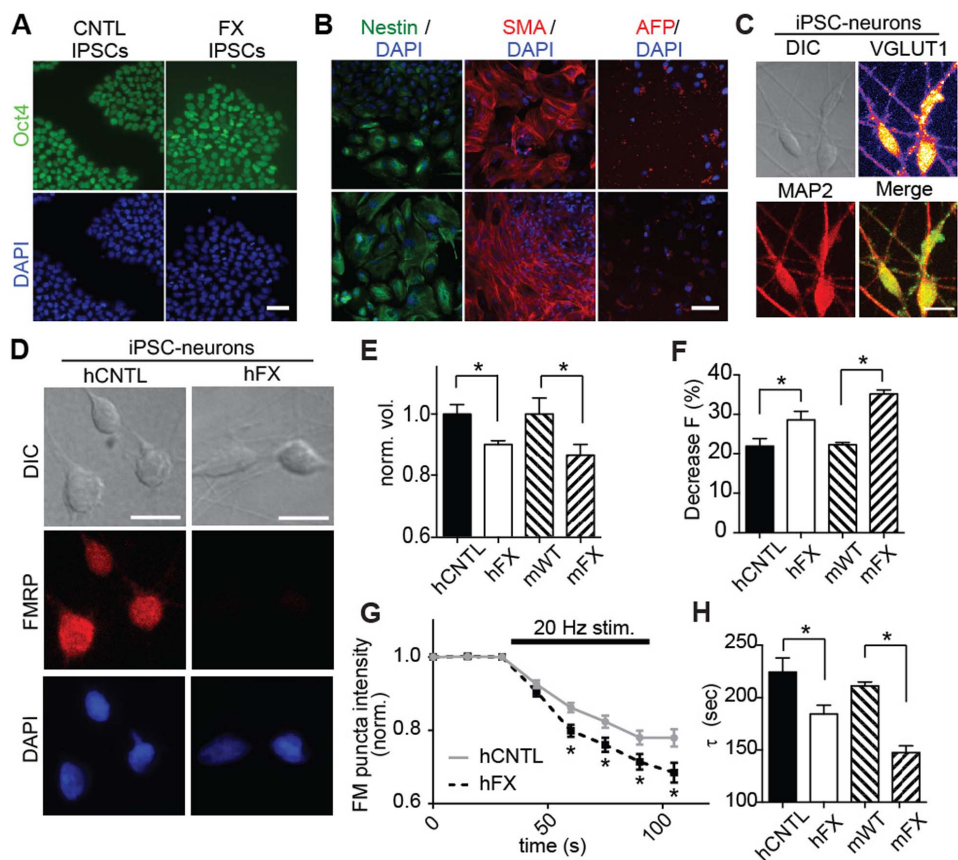 A
CNTL
IPSCs
FX
IPSCs
Oct4
DAPI
B
Nestin /
DAPI
SMA /
DAPI
AFP/
DAPI
C
iPSC-neurons
DIC
VGLUT1
MAP2
Merge
D
iPSC-neurons
hCNTL
hFX
DIC
FMRP
DAPI
E
norm. vol.
1.0
0.8
0.6
hCNTL
hFX
mWT
mFX
*
*
F
Decrease F (%)
40
30
20
10
0
hCNTL
hFX
mWT
mFX
*
*
G
20 Hz stim.
FM puncta intensity
(norm.)
1.0
0.8
0.6
hCNTL
hFX
* * * *
0
50
100
time (s)
H
τ (sec)
250
200
150
100
hCNTL
hFX
mWT
mFX
*
*